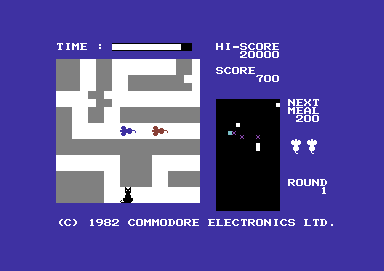 TIME :
HI-SCORE
20000
SCORE
700
NEXT
MEAL
200
ROUND
1
(C) 1982 COMMODORE ELECTRONICS LTD.